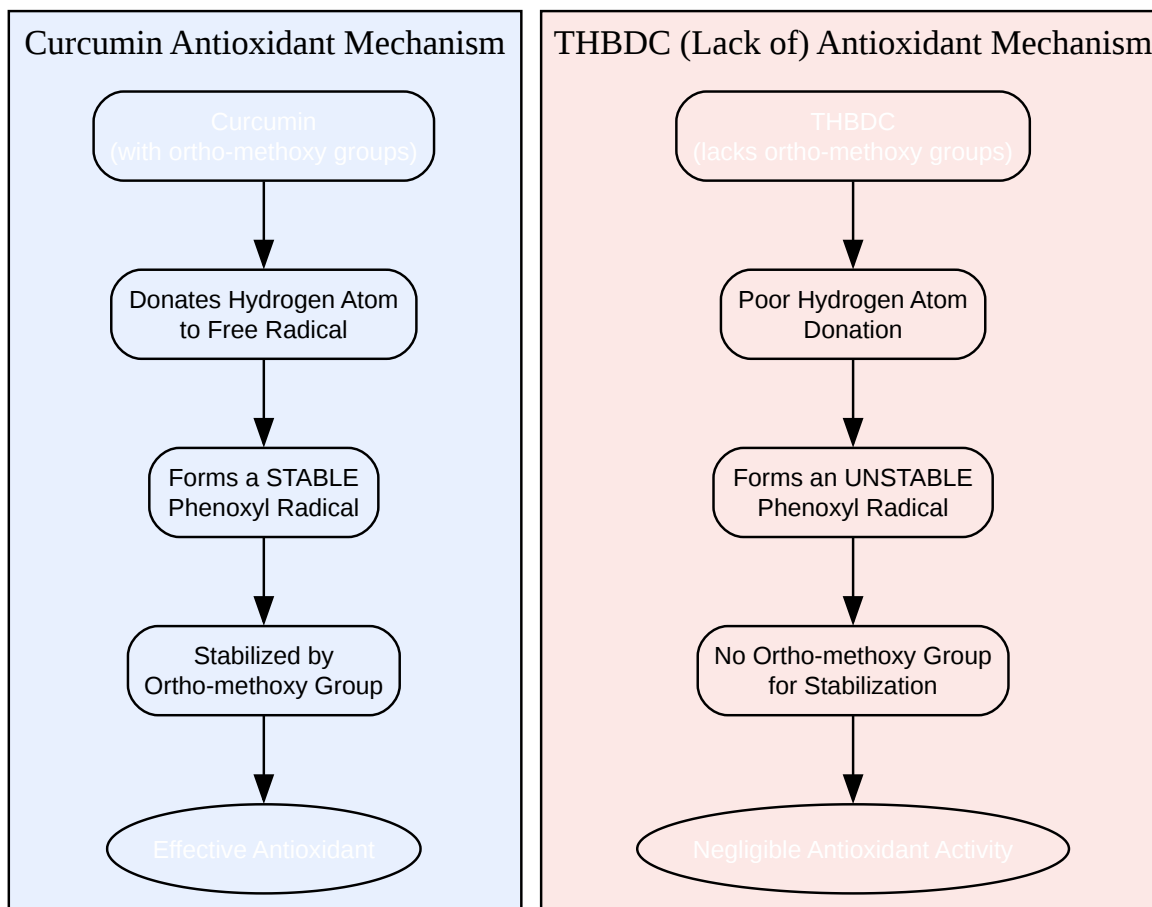 Curcumin Antioxidant Mechanism
Curcumin
(with ortho-methoxy groups)
Donates Hydrogen Atom
to Free Radical
Forms a STABLE
Phenoxyl Radical
Stabilized by
Ortho-methoxy Group
Effective Antioxidant
THBDC (Lack of) Antioxidant Mechanism
THBDC
(lacks ortho-methoxy groups)
Poor Hydrogen Atom
Donation
Forms an UNSTABLE
Phenoxyl Radical
No Ortho-methoxy Group
for Stabilization
Negligible Antioxidant Activity